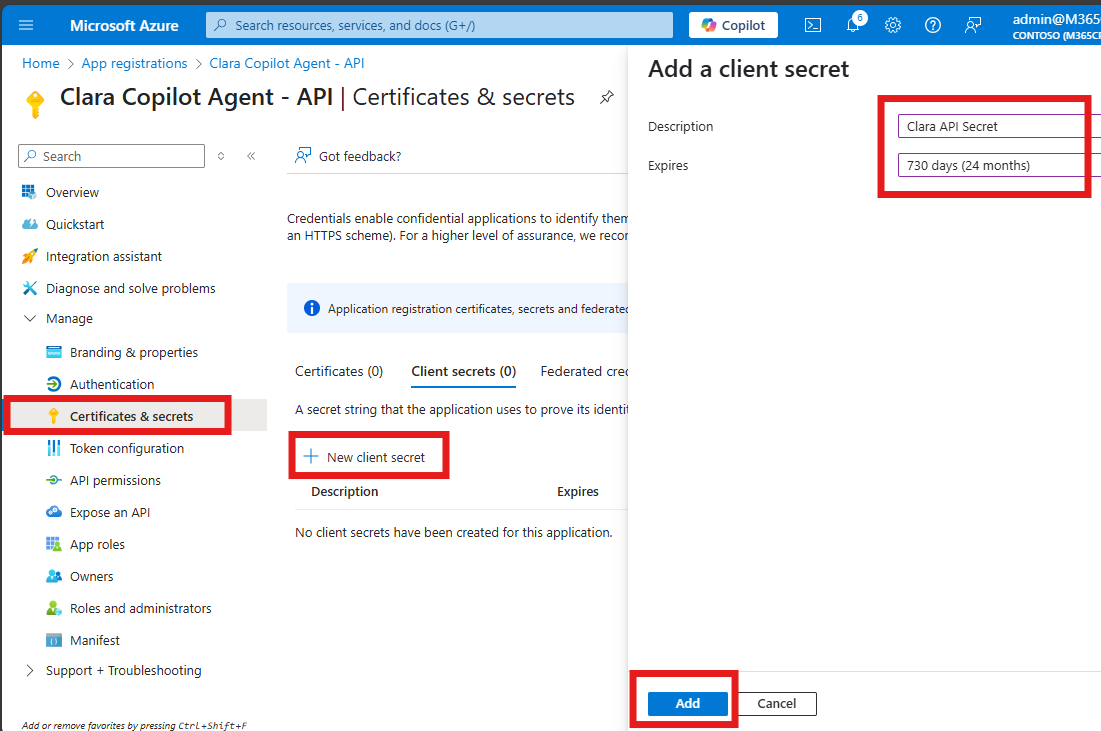 Microsoft Azure
Search resources, services, and docs (G+/)
Copilot
6
admin@M365
CONTOSO (M365CP
Home > App registrations > Clara Copilot Agent - API
Clara Copilot Agent - API | Certificates & secrets
Search
Overview
Quickstart
Integration assistant
Diagnose and solve problems
Manage
Branding & properties
Authentication
Certificates & secrets
Token configuration
API permissions
Expose an API
App roles
Owners
Roles and administrators
Manifest
Support + Troubleshooting
Add or remove favorites by pressing Ctrl+Shift+F
Got feedback?
Credentials enable confidential applications to identify them
an HTTPS scheme). For a higher level of assurance, we recor
Application registration certificates, secrets and federated
Certificates (0) Client secrets (0) Federated cred
A secret string that the application uses to prove its identit
New client secret
Description Expires
No client secrets have been created for this application.
Add a client secret
Description Clara API Secret
Expires 730 days (24 months)
Add Cancel